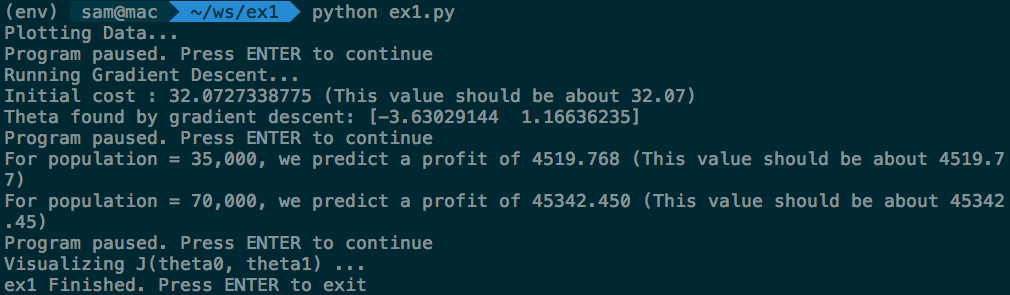 (env) sam@mac ~/ws/ex1 python ex1.py
Plotting Data...
Program paused. Press ENTER to continue
Running Gradient Descent...
Initial cost : 32.0727338775 (This value should be about 32.07)
Theta found by gradient descent: [-3.63029144  1.16636235]
Program paused. Press ENTER to continue
For population = 35,000, we predict a profit of 4519.768 (This value should be about 4519.7
7)
For population = 70,000, we predict a profit of 45342.450 (This value should be about 45342
.45)
Program paused. Press ENTER to continue
Visualizing J(theta0, theta1) ...
ex1 Finished. Press ENTER to exit